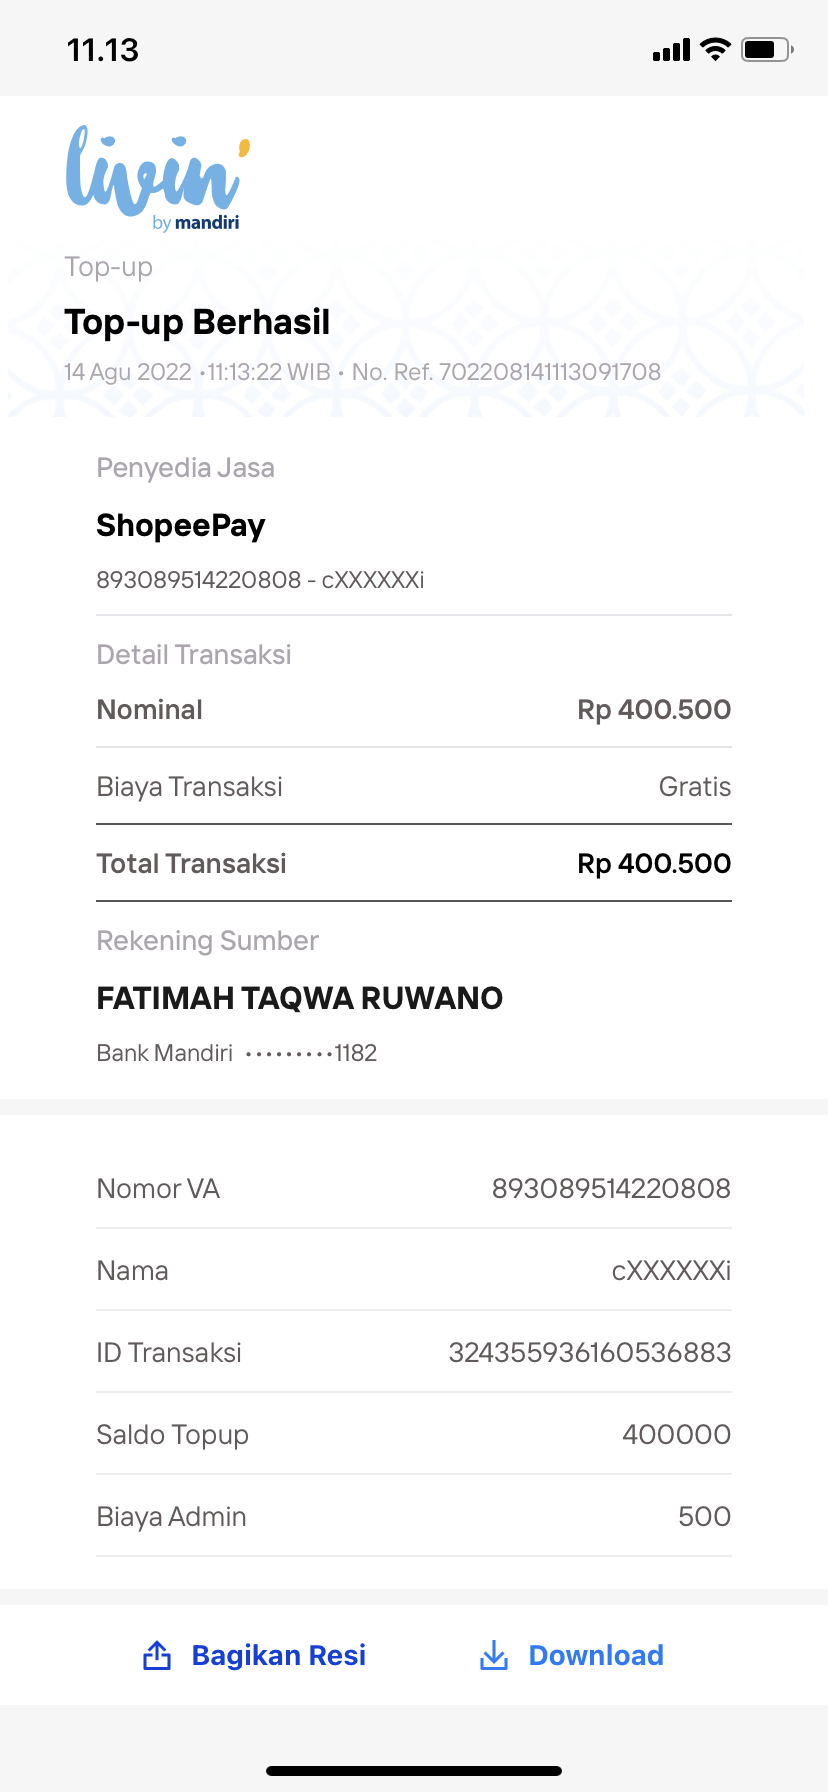 11.13
livin'
by mandiri
Top-up
Top-up Berhasil
14 Agu 2022 •11:13:22 WIB • No. Ref. 702208141113091708
Penyedia Jasa
ShopeePay
893089514220808 - cXXXXXXi
Detail Transaksi
Nominal Rp 400.500
Biaya Transaksi Gratis
Total Transaksi Rp 400.500
Rekening Sumber
FATIMAH TAQWA RUWANO
Bank Mandiri •••••••••1182
Nomor VA 893089514220808
Nama cXXXXXXi
ID Transaksi 324355936160536883
Saldo Topup 400000
Biaya Admin 500
Bagikan Resi Download